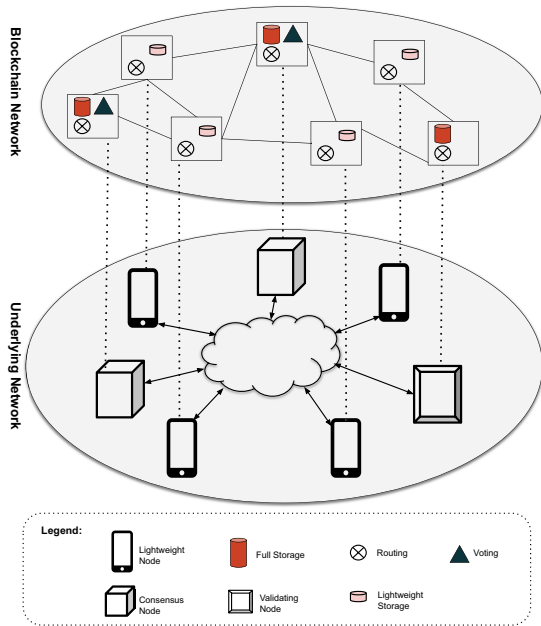 Blockchain Network
Underlying Network
Legend:
Lightweight
Node
Full Storage
Routing
Voting
Consensus
Node
Validating
Node
Lightweight
Storage